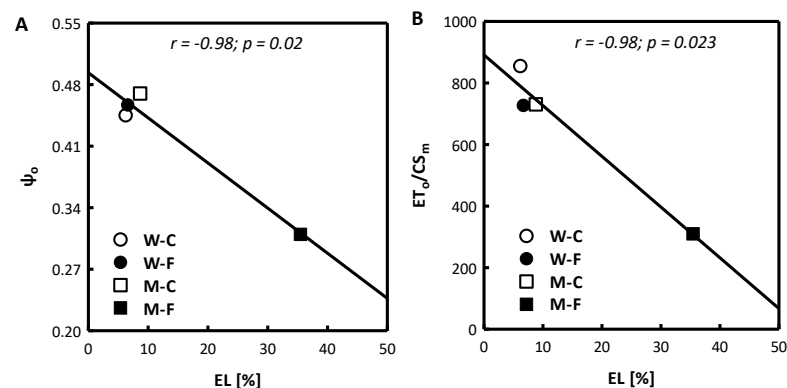 A
r = -0.98; p = 0.02
0.55
0.48
0.41
0.34
0.27
0.20
ψo
W-C
W-F
M-C
M-F
0 10 20 30 40 50
EL [%]
B
r = -0.98; p = 0.023
1000
800
600
400
200
0
ETo/CSm
W-C
W-F
M-C
M-F
0 10 20 30 40 50
EL [%]